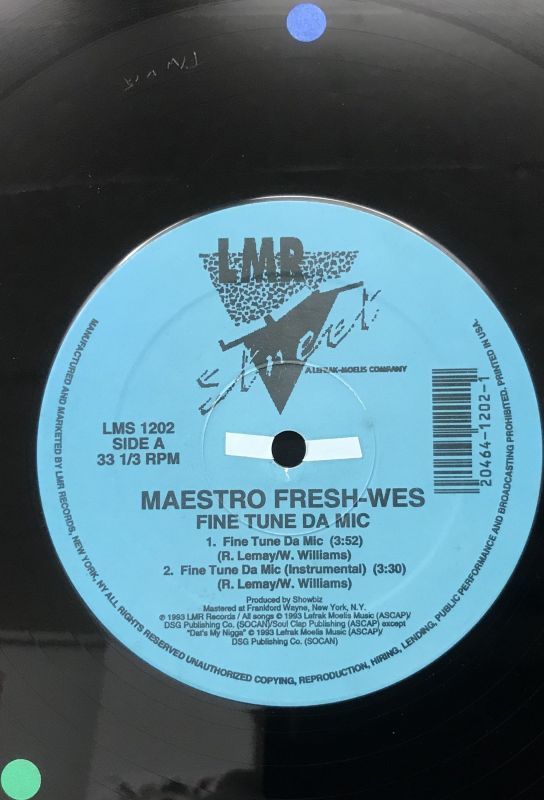 LMR
Street
A LEFRAK-MOELIS COMPANY
LMS 1202
SIDE A
33 1/3 RPM
20464-1202-1
MAESTRO FRESH-WES
FINE TUNE DA MIC
1. Fine Tune Da Mic (3:52)
(R. Lemay/W. Williams)
2. Fine Tune Da Mic (Instrumental) (3:30)
(R. Lemay/W. Williams)
Produced by Showbiz
Mastered at Frankford Wayne, New York, N.Y.
℗ 1993 LMR Records / All songs © 1993 Lefrak Moelis Music (ASCAP)/
DSG Publishing Co. (SOCAN)/Soul Clap Publishing (ASCAP) except
"Dat's My Nigga" © 1993 Lefrak Moelis Music (ASCAP)/
DSG Publishing Co. (SOCAN)
MANUFACTURED AND MARKETED BY LMR RECORDS, NEW YORK, NY ALL RIGHTS RESERVED UNAUTHORIZED COPYING, REPRODUCTION, HIRING, LENDING, PUBLIC PERFORMANCE AND BROADCASTING PROHIBITED. PRINTED IN USA.